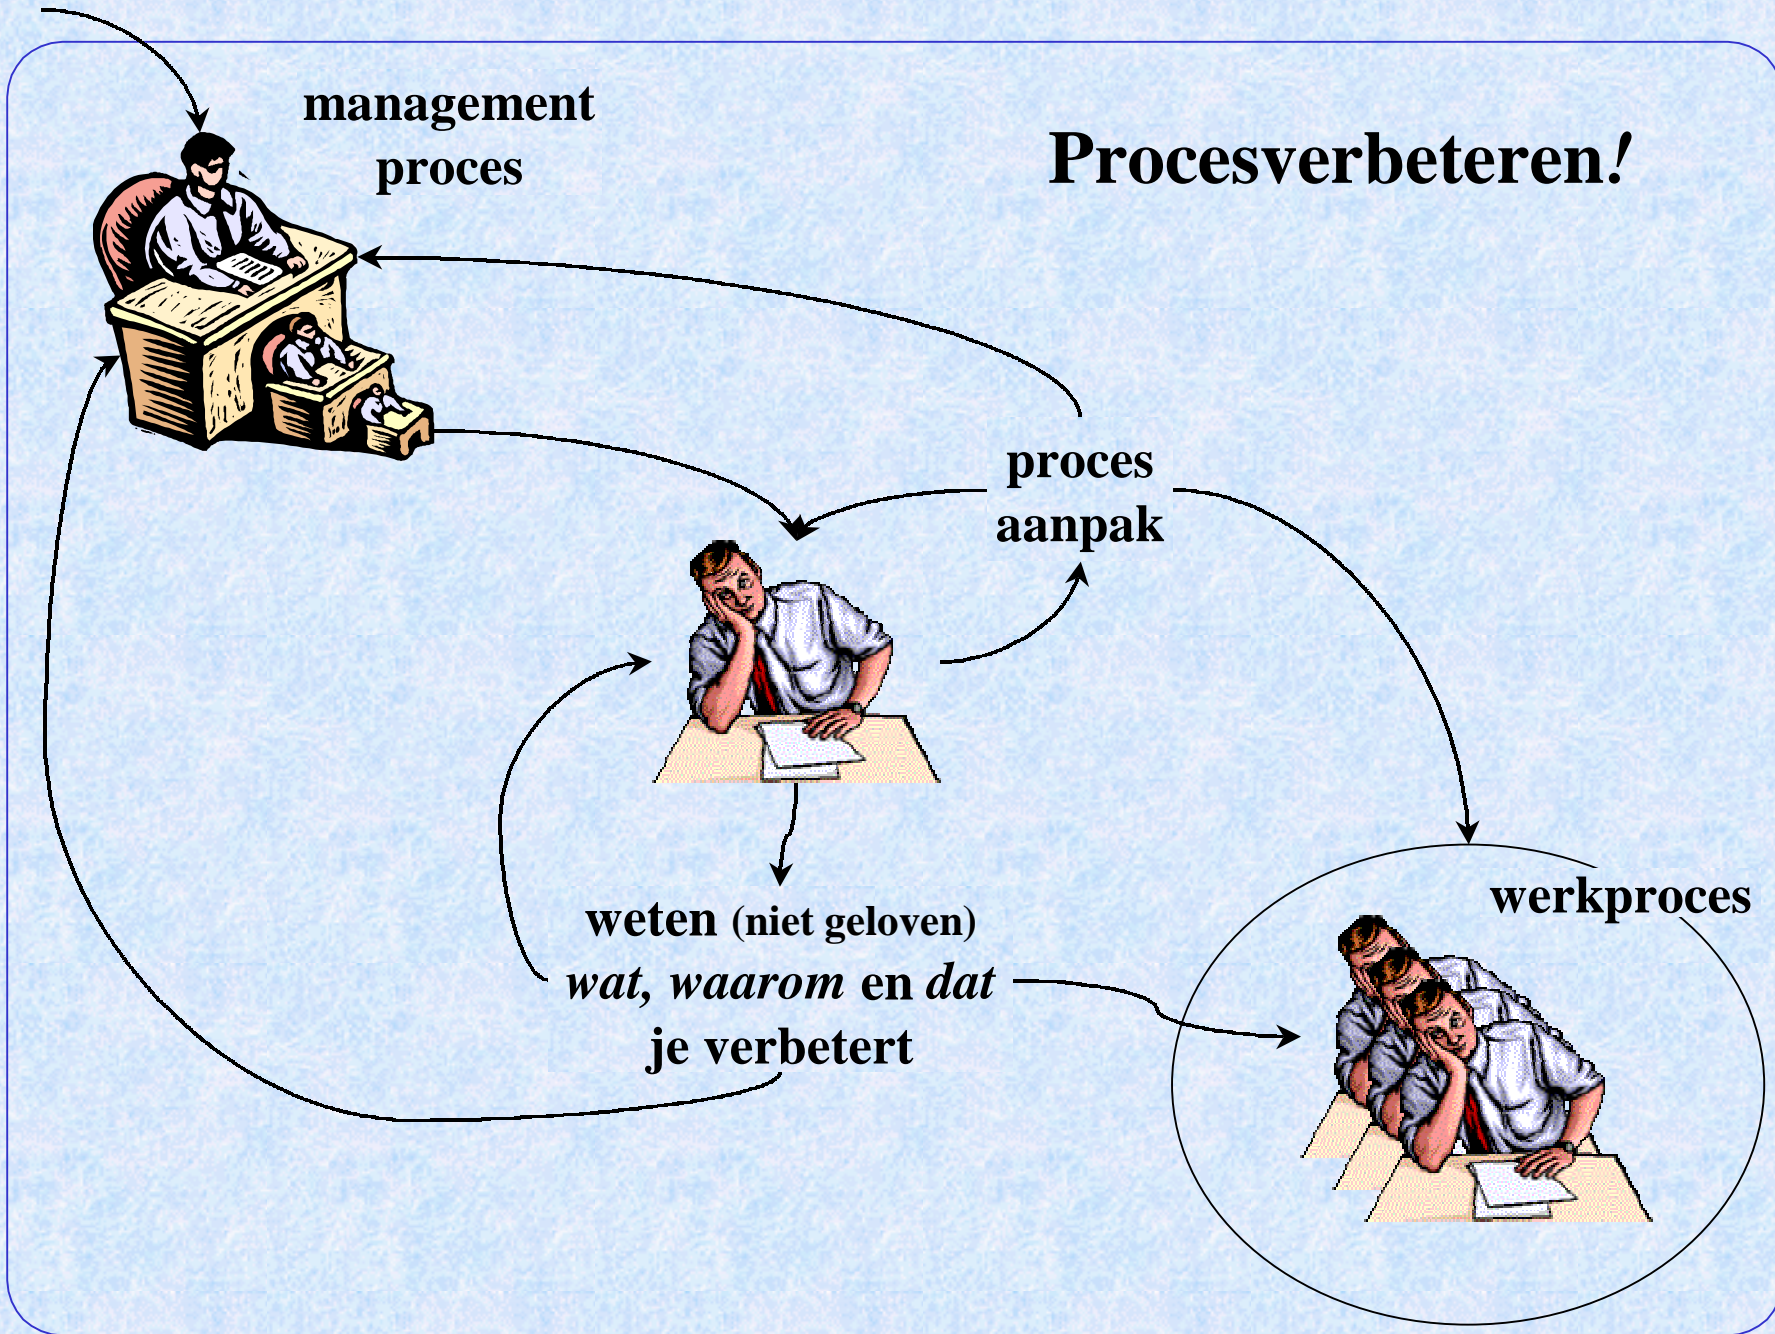 management
proces
Procesverbeteren!
proces
aanpak
weten (niet geloven)
wat, waarom en dat
je verbetert
werkproces